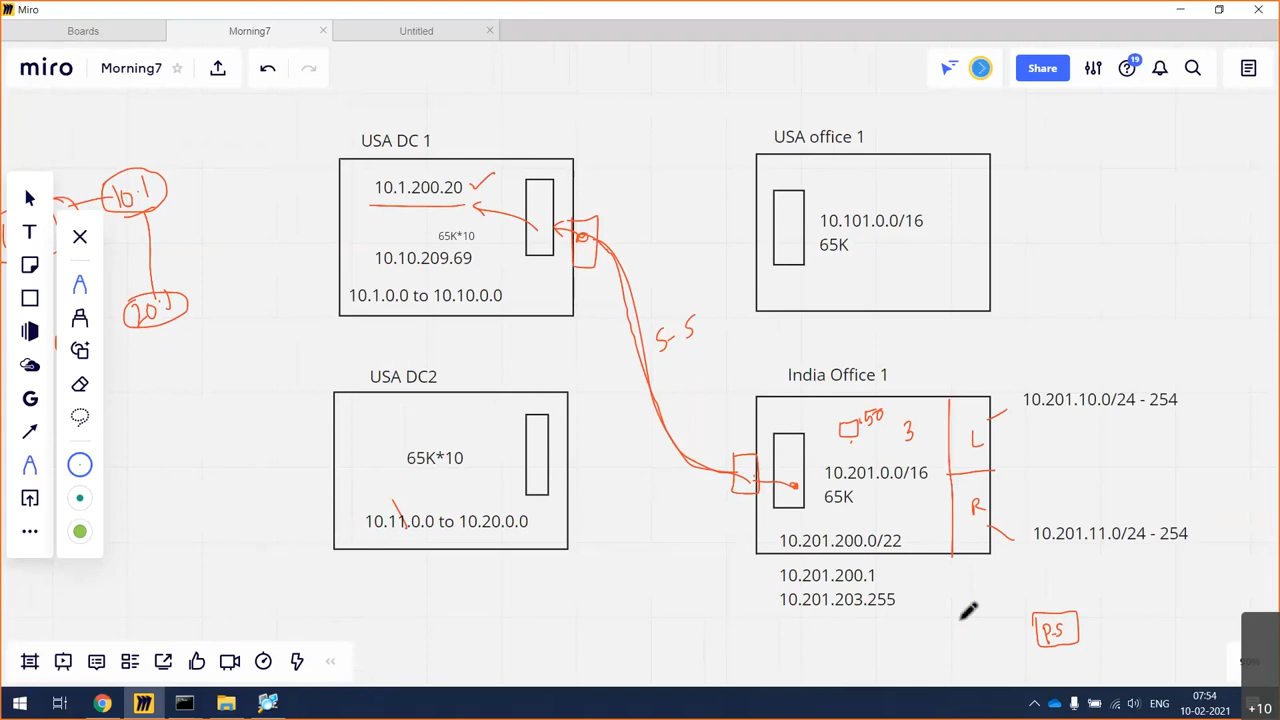 Miro
Boards
Morning7
Untitled
miro
Morning7
Share
19
USA DC 1
10.1.200.20
65K*10
10.10.209.69
10.1.0.0 to 10.10.0.0
USA office 1
10.101.0.0/16
65K
10.1
20.1
S-S
USA DC2
65K*10
10.11.0.0 to 10.20.0.0
India Office 1
.50
3
L
10.201.0.0/16
65K
R
10.201.200.0/22
10.201.200.1
10.201.203.255
10.201.10.0/24 - 254
10.201.11.0/24 - 254
PS
90%
ENG
07:54
10-02-2021
+10